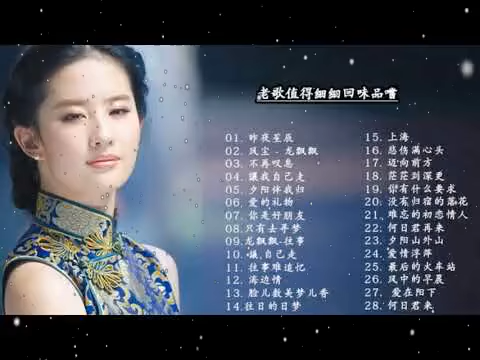 老歌值得細細回味品嚐
01. 昨夜星辰
02. 风尘 - 龙飘飘
03. 不再叹息
04. 讓我自己走
05. 夕阳伴我归
06. 爱的礼物
07. 你是好朋友
08. 只有去寻梦
09. 龙飘飘-往事
10. 讓.自己走
11. 往事难追忆
12. 海边情
13. 脸儿敷美梦儿香
14. 往日的日梦
15. 上海
16. 悲伤满心头
17. 迈向前方
18. 茫茫到深更
19. 你有什么要求
20. 没有归宿的落花
21. 难忘的初恋情人
22. 何日君再来
23. 夕阳山外山
24. 爱情浮萍
25. 最后的火车站
26. 风中的早晨
27. 爱在阳下
28. 何日君来